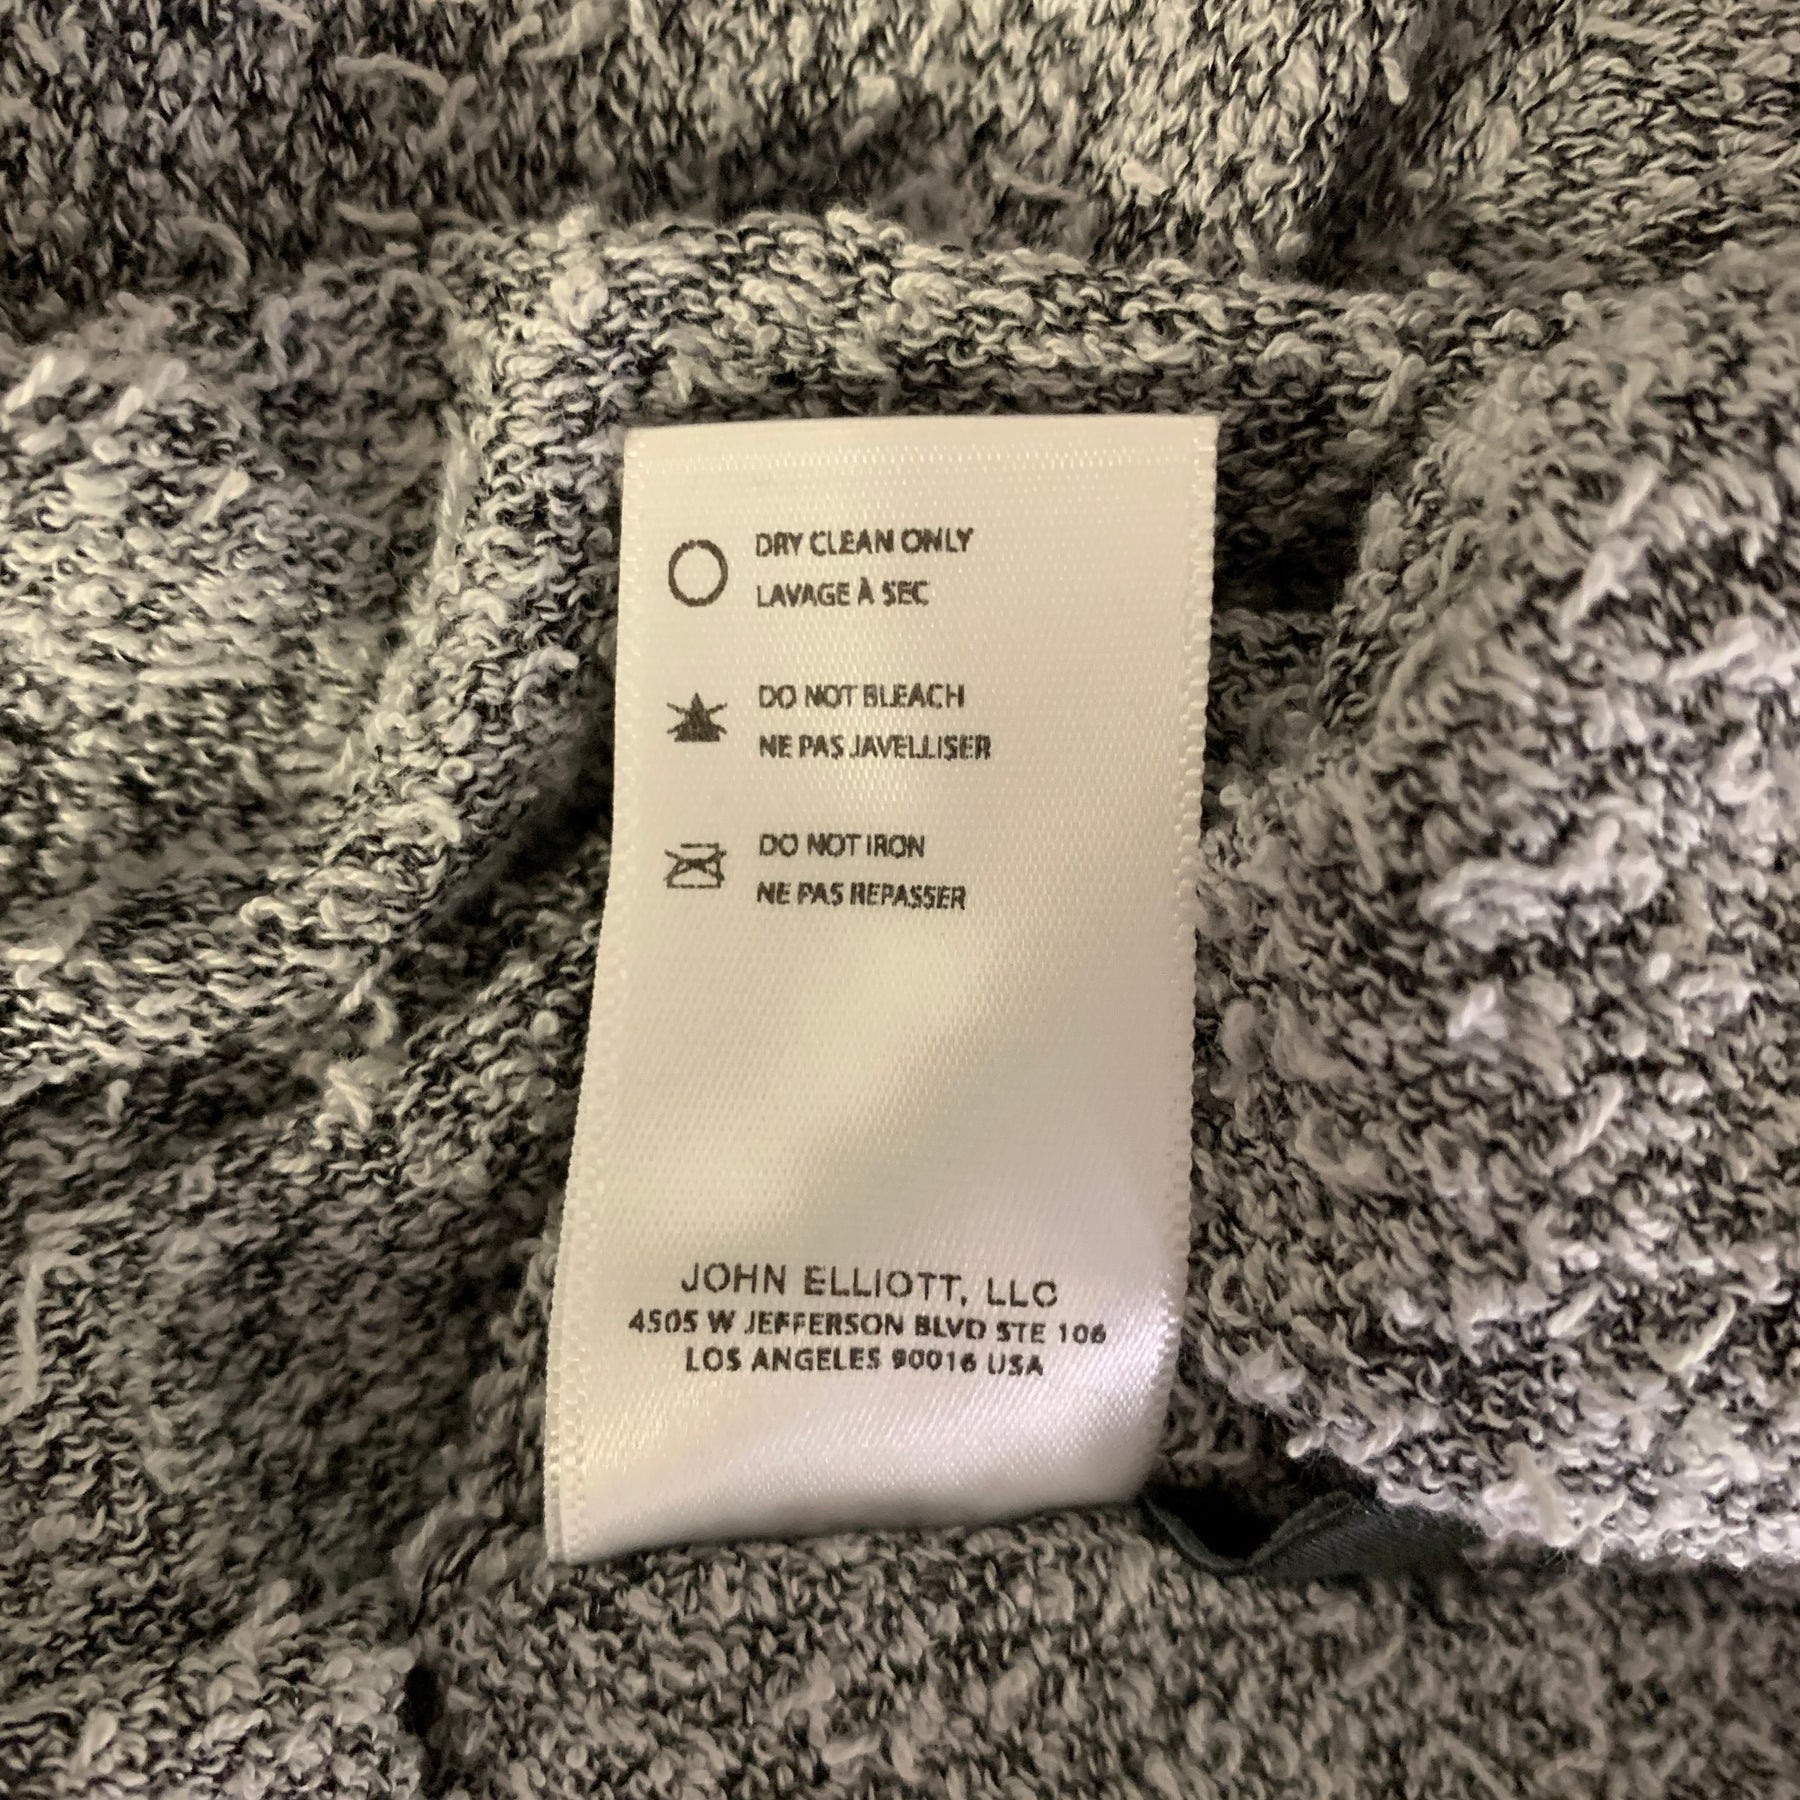 DRY CLEAN ONLY
LAVAGE À SEC
DO NOT BLEACH
NE PAS JAVELLISER
DO NOT IRON
NE PAS REPASSER
JOHN ELLIOTT, LLC
4505 W JEFFERSON BLVD STE 106
LOS ANGELES 90016 USA